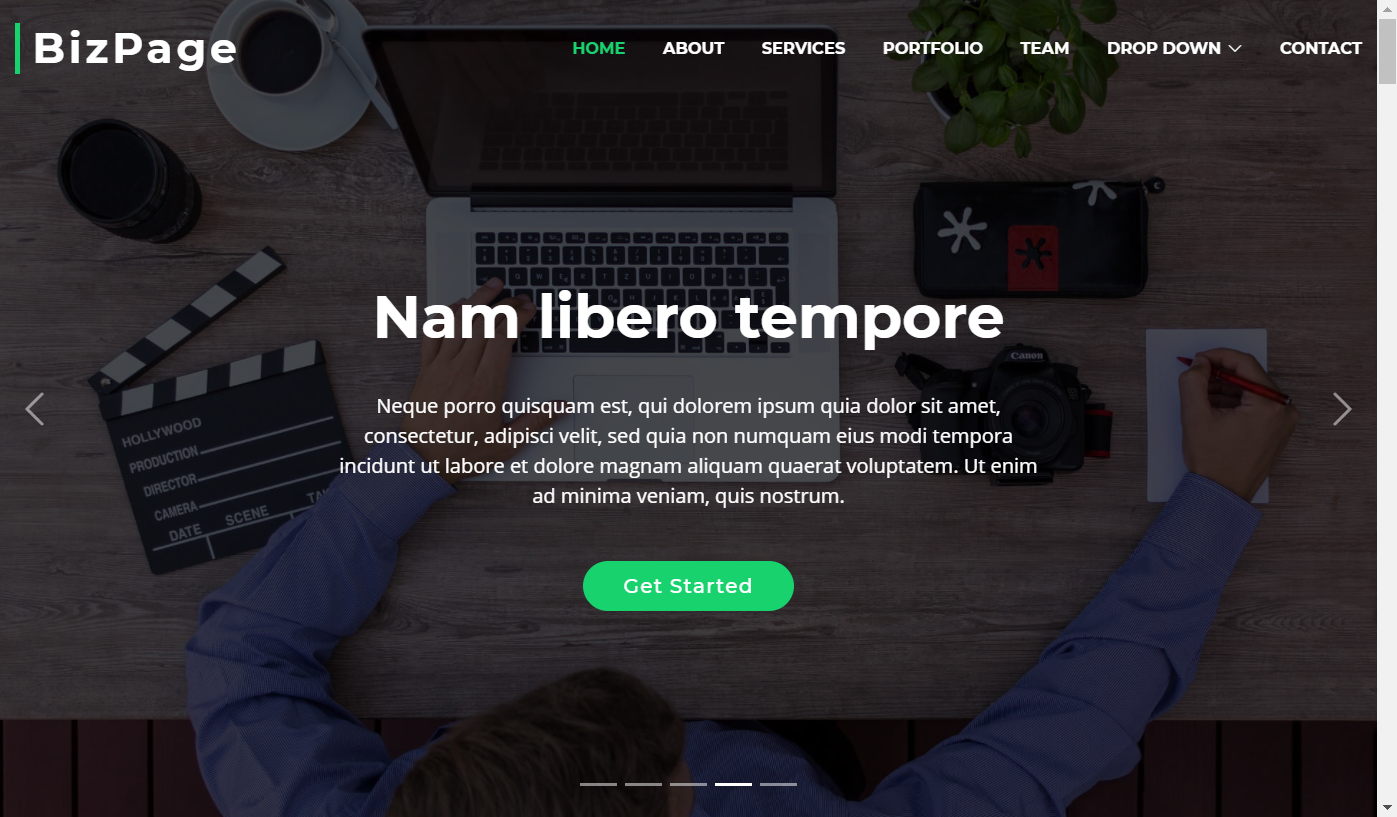 BizPage
HOME ABOUT SERVICES PORTFOLIO TEAM DROP DOWN CONTACT
Nam libero tempore
Canon
Neque porro quisquam est, qui dolorem ipsum quia dolor sit amet,
consectetur, adipisci velit, sed quia non numquam eius modi tempora
incidunt ut labore et dolore magnam aliquam quaerat voluptatem. Ut enim
ad minima veniam, quis nostrum.
HOLLYWOOD
PRODUCTION
DIRECTOR
CAMERA
DATE SCENE
Get Started